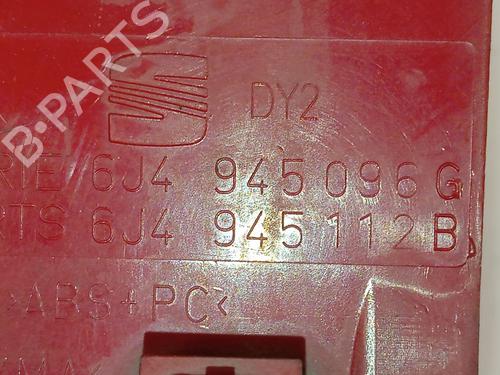 B-PARTS
DY2
6J4 945 096 G
6J4 945 112 B
>ABS+PC<